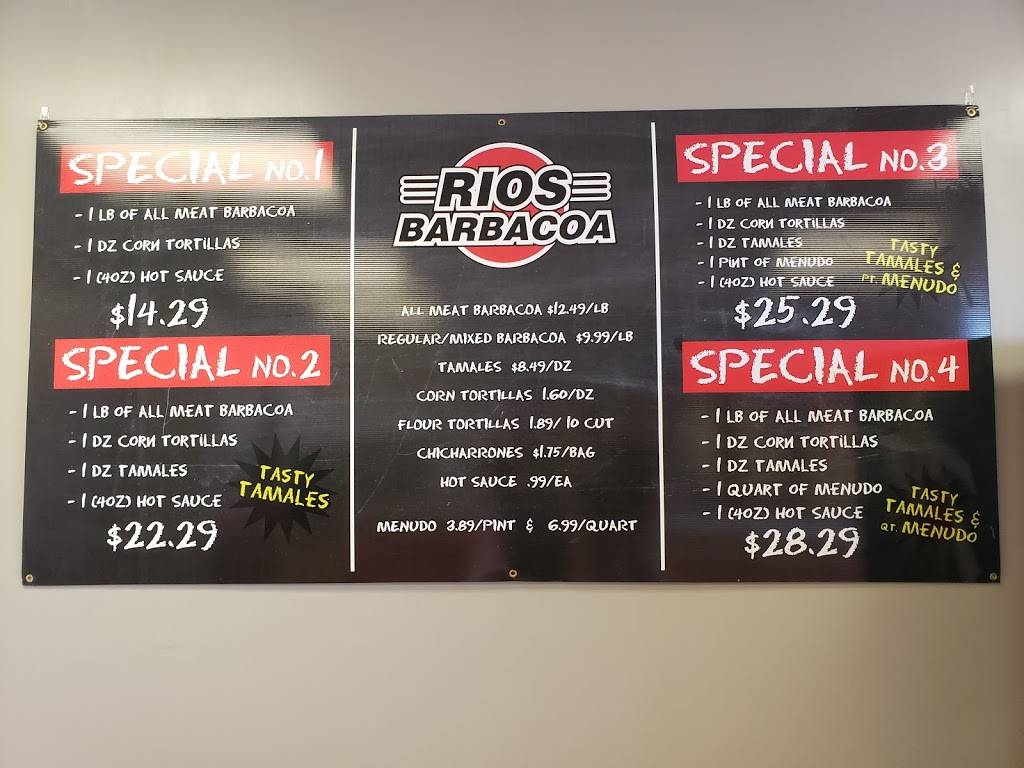 SPECIAL NO.1
- 1 LB OF ALL MEAT BARBACOA
- 1 DZ CORN TORTILLAS
- 1 (4OZ) HOT SAUCE
$14.29
SPECIAL NO.2
- 1 LB OF ALL MEAT BARBACOA
- 1 DZ CORN TORTILLAS
- 1 DZ TAMALES
- 1 (4OZ) HOT SAUCE
$22.29
TASTY
TAMALES
RIOS
BARBACOA
ALL MEAT BARBACOA $12.49/LB
REGULAR/MIXED BARBACOA $9.99/LB
TAMALES $8.49/DZ
CORN TORTILLAS 1.60/DZ
FLOUR TORTILLAS 1.89/ 10 CUT
CHICHARRONES $1.75/BAG
HOT SAUCE .99/EA
MENUDO 3.89/PINT & 6.99/QUART
SPECIAL NO.3
- 1 LB OF ALL MEAT BARBACOA
- 1 DZ CORN TORTILLAS
- 1 DZ TAMALES
- 1 PINT OF MENUDO
- 1 (4OZ) HOT SAUCE
$25.29
TASTY
TAMALES &
PT. MENUDO
SPECIAL NO.4
- 1 LB OF ALL MEAT BARBACOA
- 1 DZ CORN TORTILLAS
- 1 DZ TAMALES
- 1 QUART OF MENUDO
- 1 (4OZ) HOT SAUCE
$28.29
TASTY
TAMALES &
QT. MENUDO